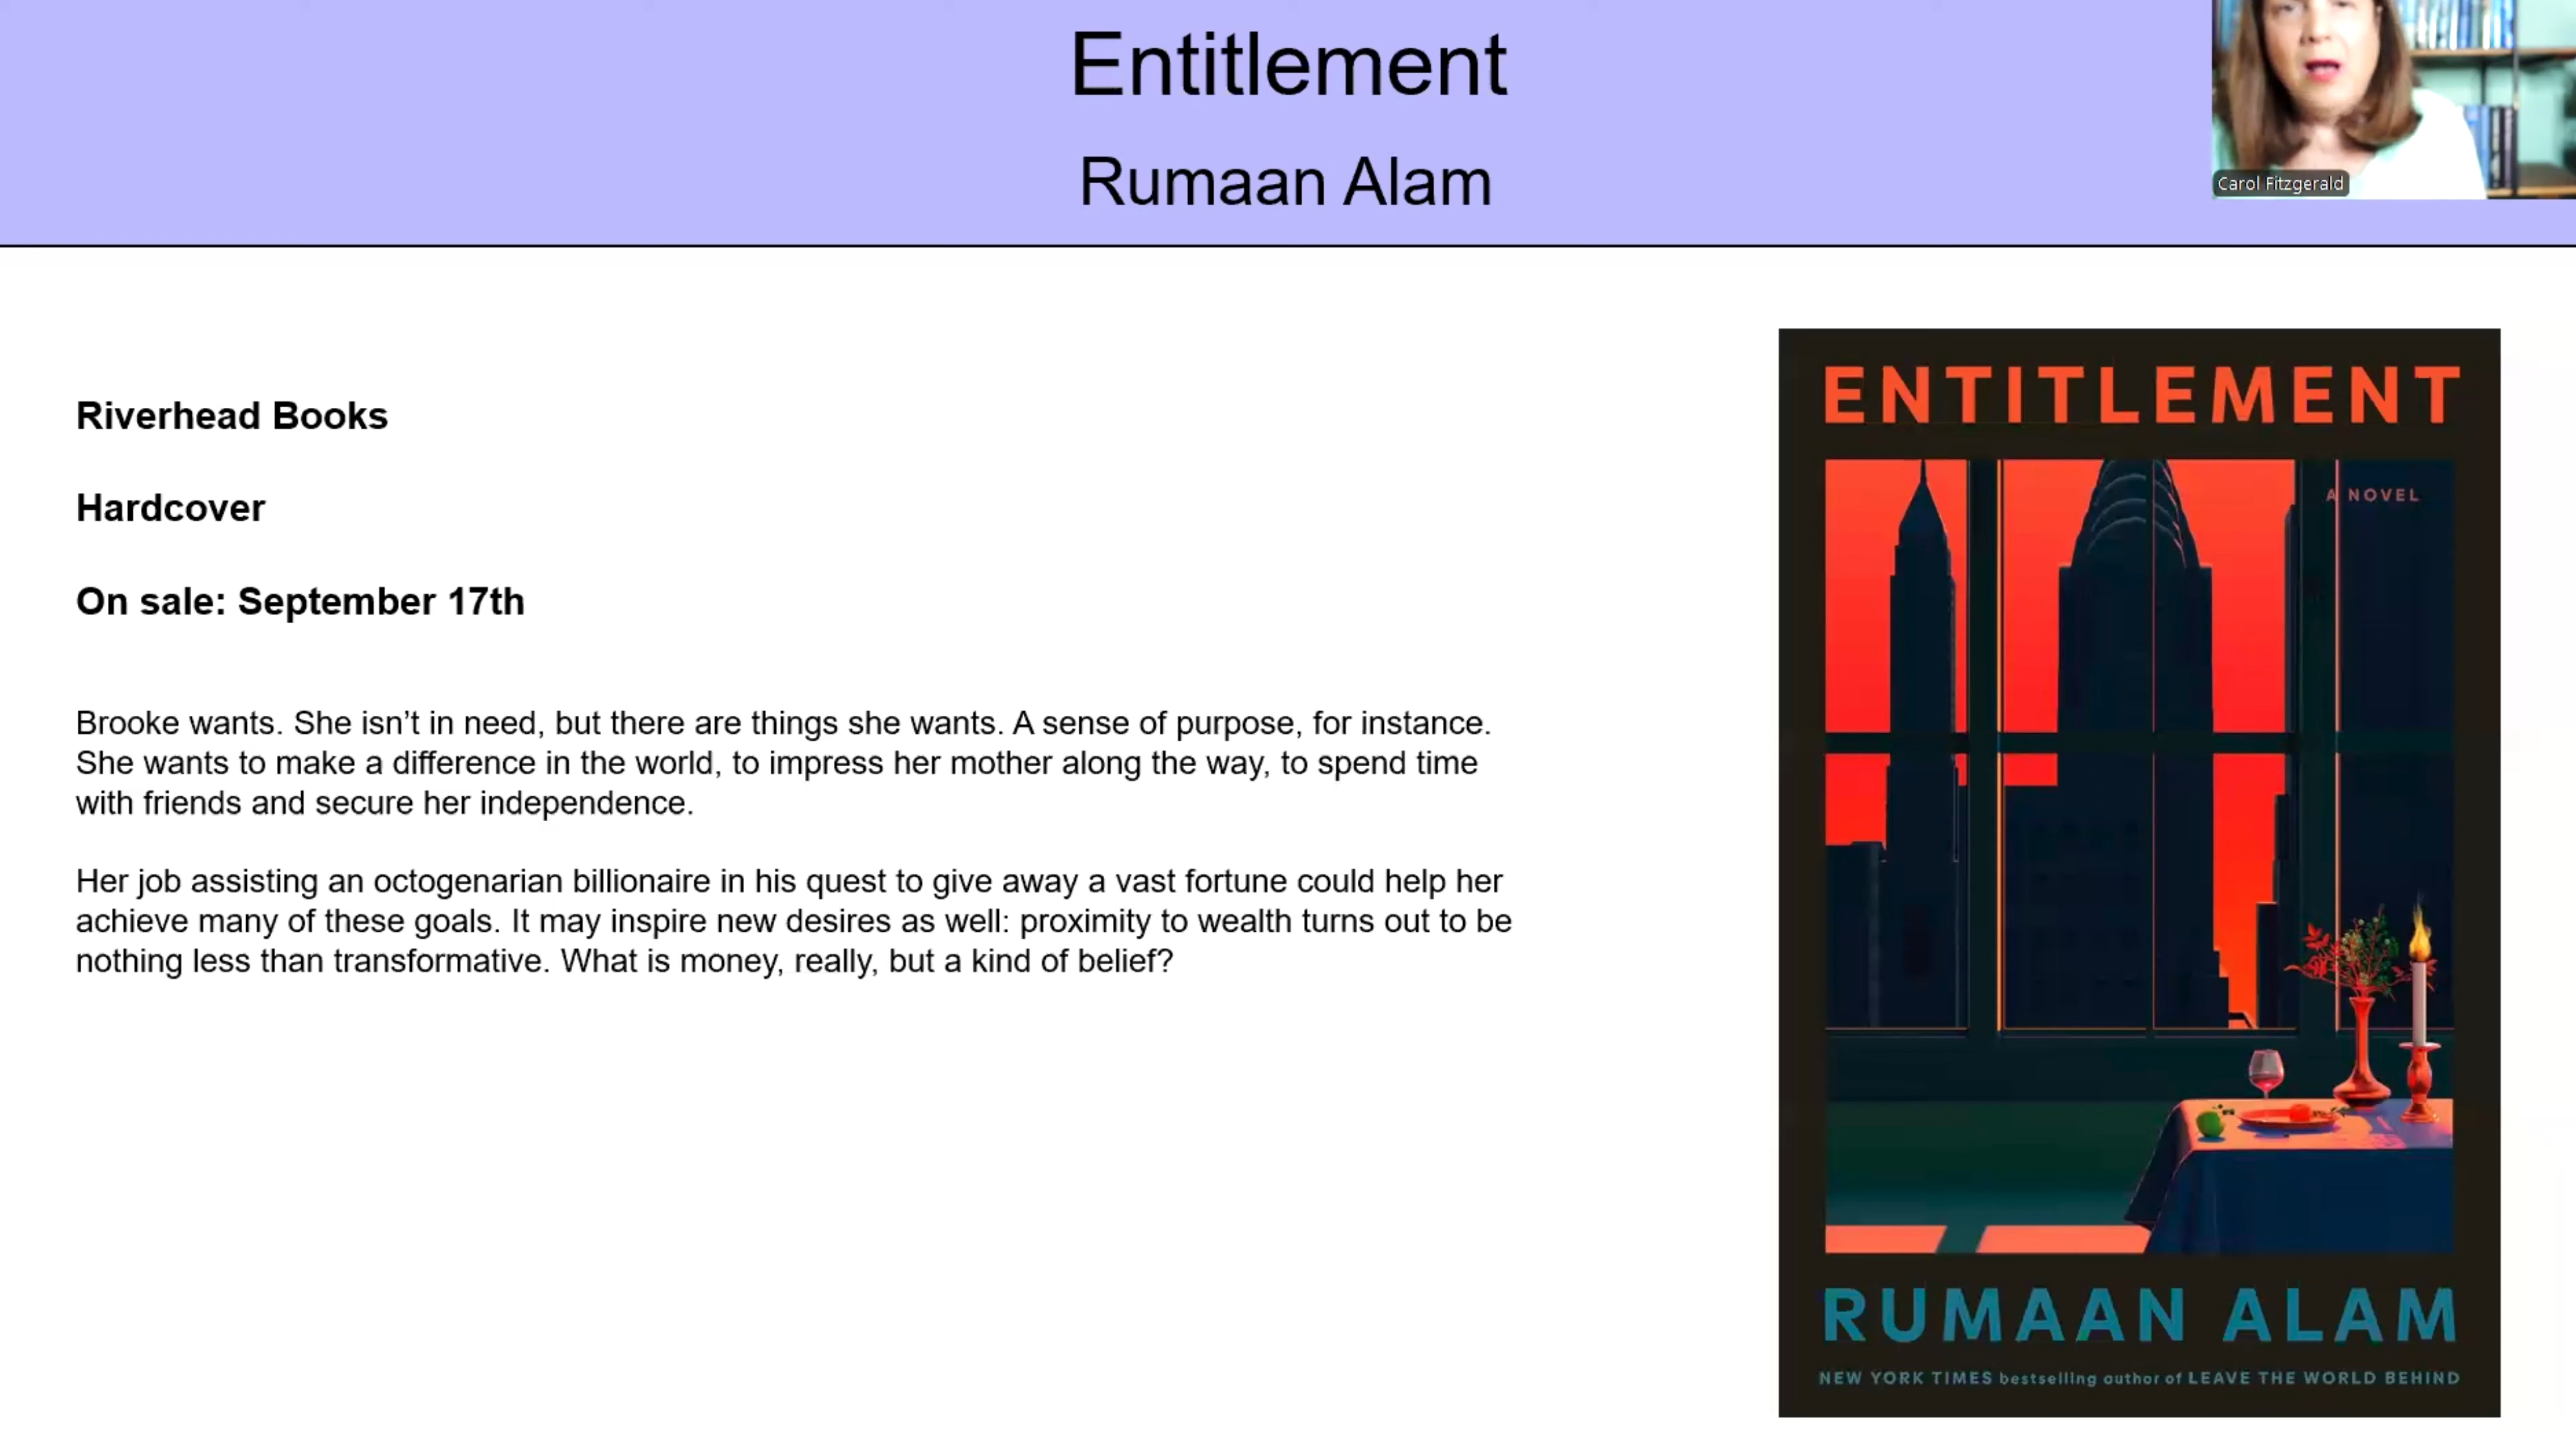 Entitlement
Rumaan Alam
Carol Fitzgerald
Riverhead Books
Hardcover
On sale: September 17th
Brooke wants. She isn’t in need, but there are things she wants. A sense of purpose, for instance.
She wants to make a difference in the world, to impress her mother along the way, to spend time
with friends and secure her independence.
Her job assisting an octogenarian billionaire in his quest to give away a vast fortune could help her
achieve many of these goals. It may inspire new desires as well: proximity to wealth turns out to be
nothing less than transformative. What is money, really, but a kind of belief?
ENTITLEMENT
A NOVEL
RUMAAN ALAM
NEW YORK TIMES bestselling author of LEAVE THE WORLD BEHIND